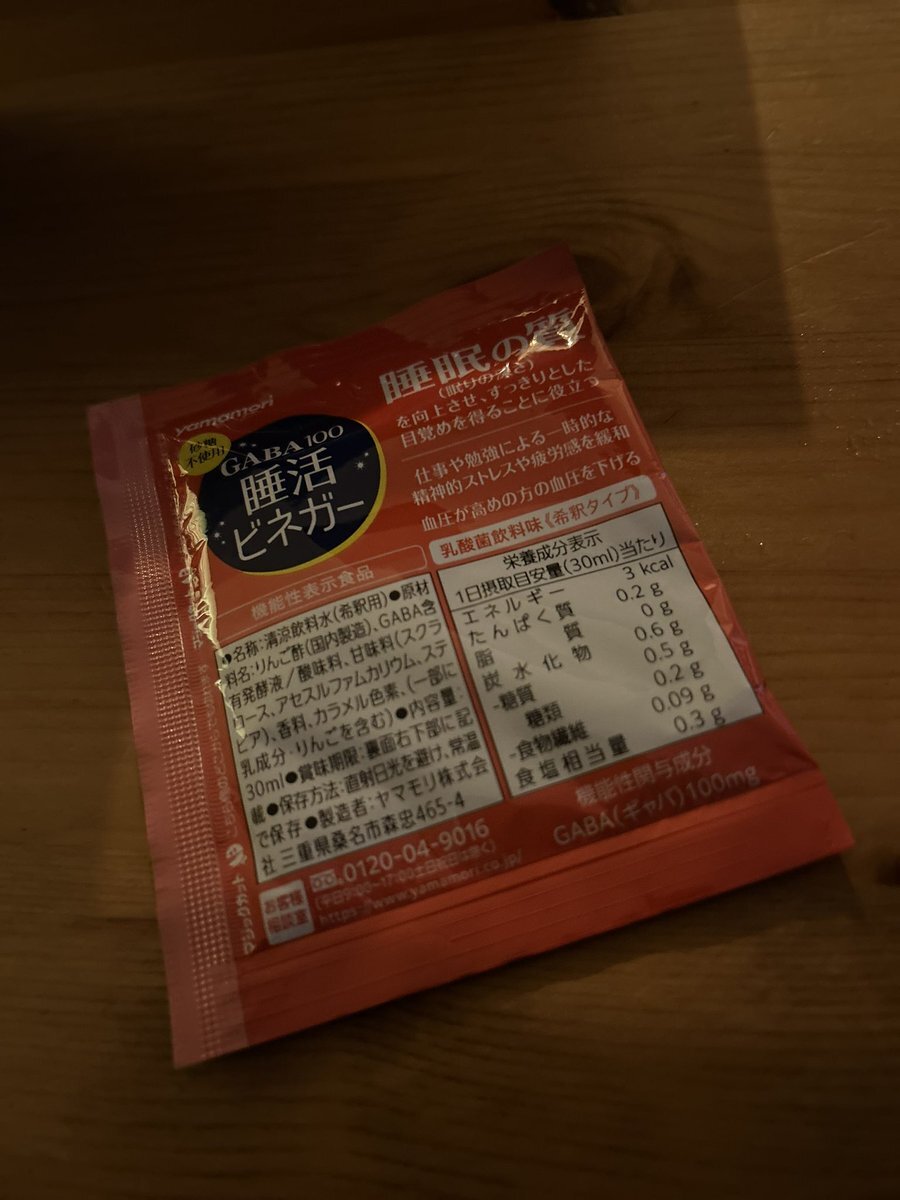 yamamori
砂糖
不使用
GABA100
睡活
ビネガー
睡眠の質
(眠りの深さ)
を向上させ、すっきりとした
目覚めを得ることに役立つ
仕事や勉強による一時的な
精神的ストレスや疲労感を緩和
血圧が高めの方の血圧を下げる
機能性表示食品
●名称:清涼飲料水(希釈用)●原材
料名:りんご酢(国内製造)、GABA含
有発酵液/酸味料、甘味料(スクラ
ロース、アセスルファムカリウム、ステ
ビア)、香料、カラメル色素、(一部に
乳成分・りんごを含む)●内容量:
30ml●賞味期限:裏面右下部に記
載●保存方法:直射日光を避け、常温
で保存●製造者:ヤマモリ株式会
社 三重県桑名市森忠465-4
乳酸菌飲料味《希釈タイプ》
栄養成分表示
1日摂取目安量(30ml)当たり
エネルギー 3 kcal
たんぱく質 0.2 g
脂質 0 g
炭水化物 0.6 g
-糖質 0.5 g
糖類 0.2 g
-食物繊維 0.09 g
食塩相当量 0.3 g
機能性関与成分
GABA(ギャバ)100mg
お客様
相談室
0120-04-9016
(平日9:00~17:00土日祝日は除く)
https://www.yamamori.co.jp/